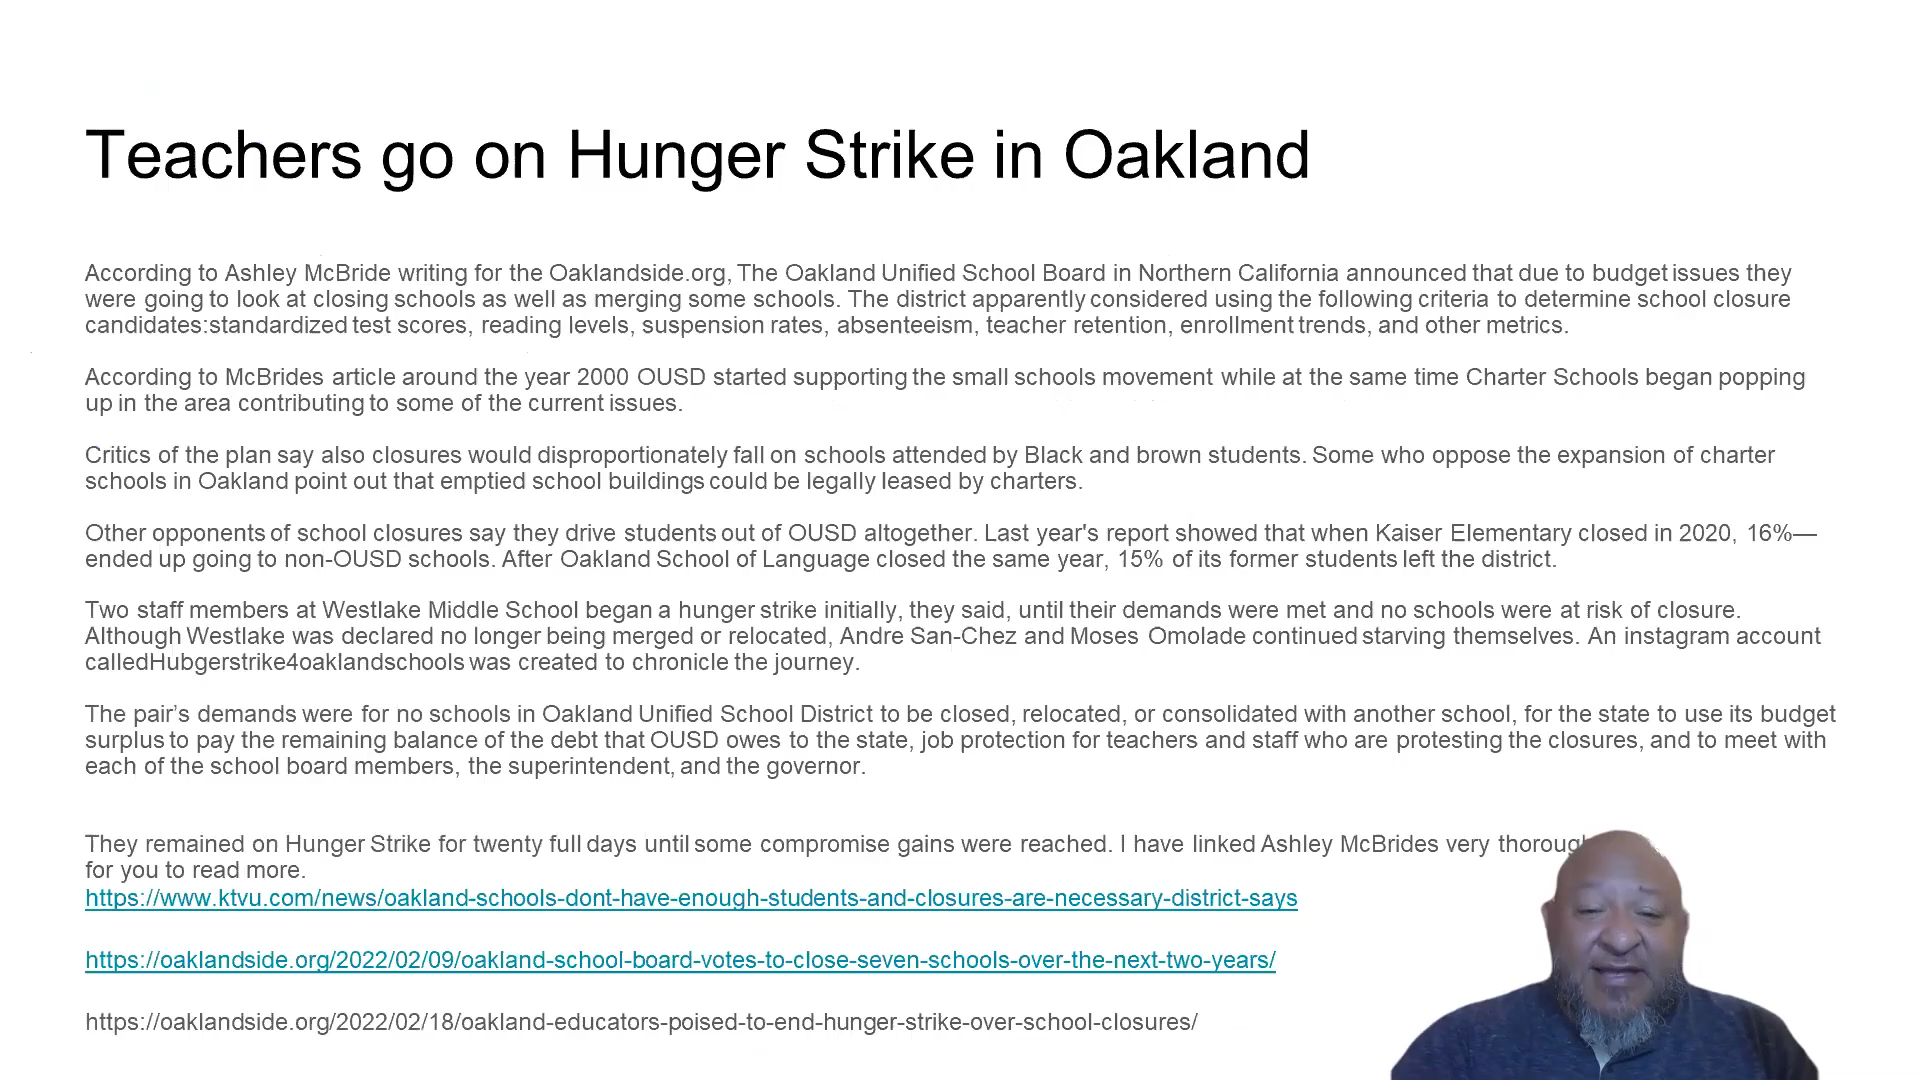 Teachers go on Hunger Strike in Oakland
According to Ashley McBride writing for the Oaklandside.org, The Oakland Unified School Board in Northern California announced that due to budget issues they
were going to look at closing schools as well as merging some schools. The district apparently considered using the following criteria to determine school closure
candidates:standardized test scores, reading levels, suspension rates, absenteeism, teacher retention, enrollment trends, and other metrics.
According to McBrides article around the year 2000 OUSD started supporting the small schools movement while at the same time Charter Schools began popping
up in the area contributing to some of the current issues.
Critics of the plan say also closures would disproportionately fall on schools attended by Black and brown students. Some who oppose the expansion of charter
schools in Oakland point out that emptied school buildings could be legally leased by charters.
Other opponents of school closures say they drive students out of OUSD altogether. Last year's report showed that when Kaiser Elementary closed in 2020, 16%—
ended up going to non-OUSD schools. After Oakland School of Language closed the same year, 15% of its former students left the district.
Two staff members at Westlake Middle School began a hunger strike initially, they said, until their demands were met and no schools were at risk of closure.
Although Westlake was declared no longer being merged or relocated, Andre San-Chez and Moses Omolade continued starving themselves. An instagram account
calledHubgerstrike4oaklandschools was created to chronicle the journey.
The pair’s demands were for no schools in Oakland Unified School District to be closed, relocated, or consolidated with another school, for the state to use its budget
surplus to pay the remaining balance of the debt that OUSD owes to the state, job protection for teachers and staff who are protesting the closures, and to meet with
each of the school board members, the superintendent, and the governor.
They remained on Hunger Strike for twenty full days until some compromise gains were reached. I have linked Ashley McBrides very
for you to read more.
https://www.ktvu.com/news/oakland-schools-dont-have-enough-students-and-closures-are-necessary-district-says
https://oaklandside.org/2022/02/09/oakland-school-board-votes-to-close-seven-schools-over-the-next-two-years/
https://oaklandside.org/2022/02/18/oakland-educators-poised-to-end-hunger-strike-over-school-closures/